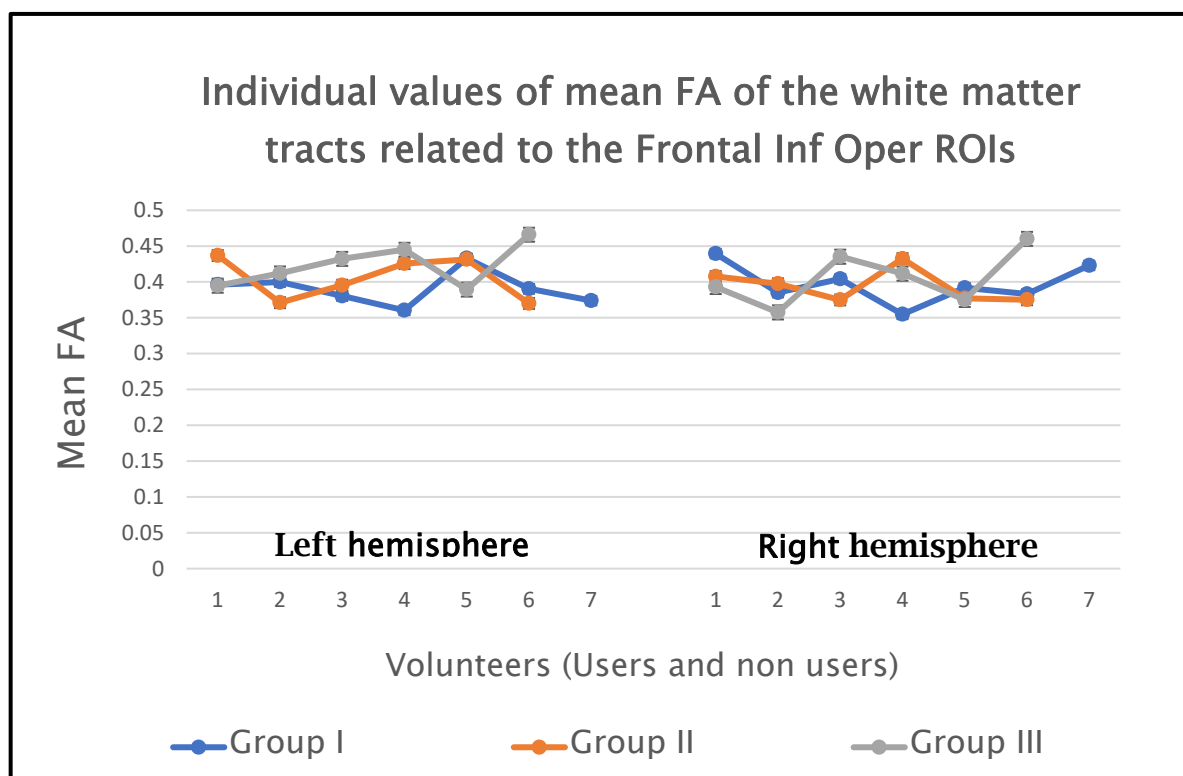 Individual values of mean FA of the white matter
tracts related to the Frontal Inf Oper ROIs
0.5
0.45
0.4
0.35
0.3
0.25
0.2
0.15
0.1
0.05
0
Mean FA
Left hemisphere
Right hemisphere
1 2 3 4 5 6 7 1 2 3 4 5 6 7
Volunteers (Users and non users)
Group I Group II Group III